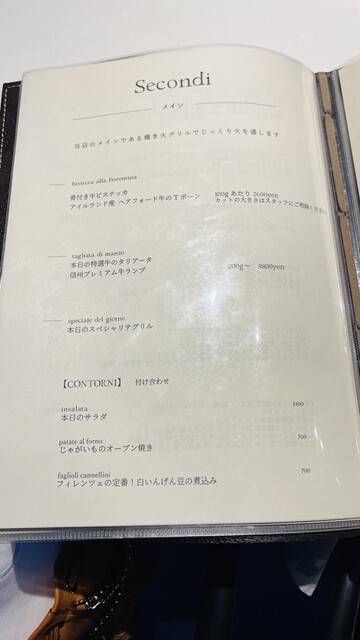 Secondi
メイン
当店のメインである熾き火グリルでじっくり火を通します
bistecca alla fiorentina
骨付き牛ビステッカ 100g あたり 2600yen
アイルランド産 ヘアフォード牛のTボーン カットの大きさはスタッフにご相談ください
tagliata di manzo
本日の特選牛のタリアータ 200g〜 5800yen
信州プレミアム牛ランプ
speciale del giorno
本日のスペシャリテグリル
【CONTORNI】 付け合わせ
insalata 1400
本日のサラダ
patate al forno 700
じゃがいものオーブン焼き
faglioli cannellini 700
フィレンツェの定番！白いんげん豆の煮込み